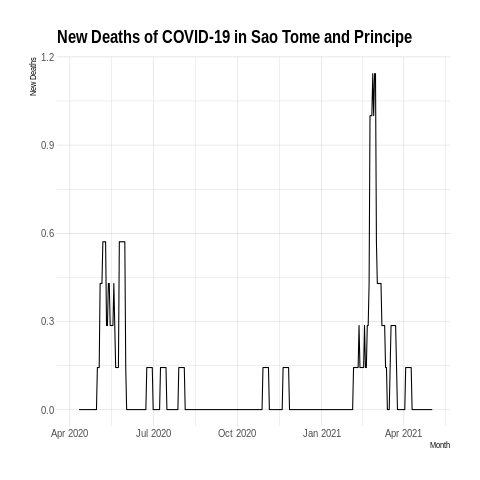 New Deaths of COVID-19 in Sao Tome and Principe
New Deaths
1.2
0.9
0.6
0.3
0.0
Apr 2020 Jul 2020 Oct 2020 Jan 2021 Apr 2021
Month